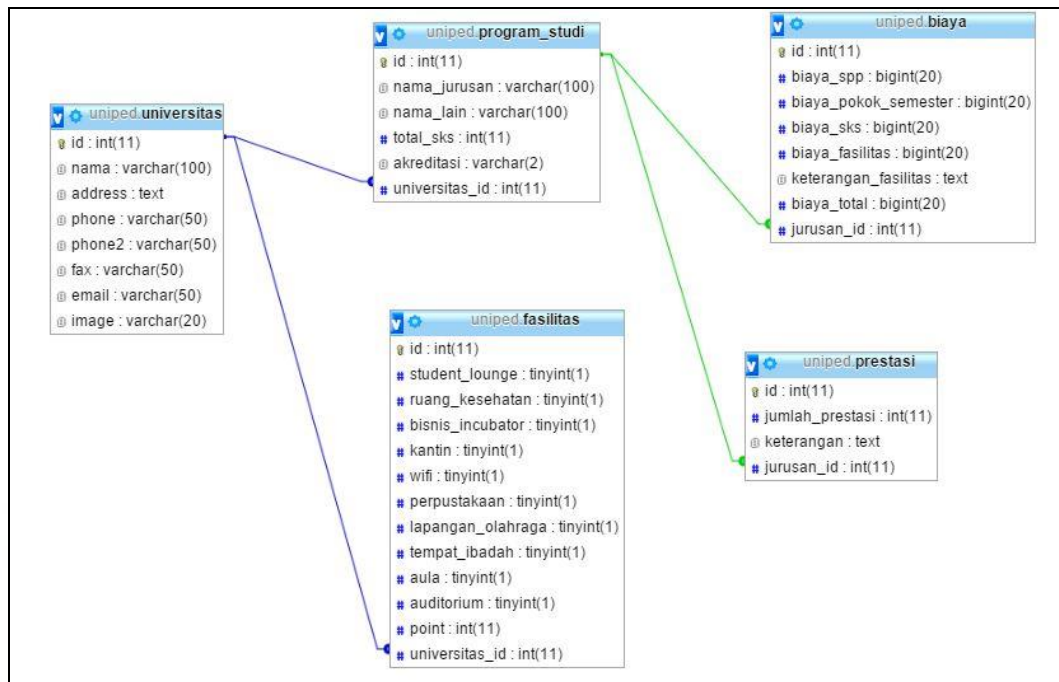 uniped.universitas
id : int(11)
nama : varchar(100)
address : text
phone : varchar(50)
phone2 : varchar(50)
fax : varchar(50)
email : varchar(50)
image : varchar(20)
uniped.program_studi
id : int(11)
nama_jurusan : varchar(100)
nama_lain : varchar(100)
total_sks : int(11)
akreditasi : varchar(2)
universitas_id : int(11)
uniped.biaya
id : int(11)
biaya_spp : bigint(20)
biaya_pokok_semester : bigint(20)
biaya_sks : bigint(20)
biaya_fasilitas : bigint(20)
keterangan_fasilitas : text
biaya_total : bigint(20)
jurusan_id : int(11)
uniped.fasilitas
id : int(11)
student_lounge : tinyint(1)
ruang_kesehatan : tinyint(1)
bisnis_incubator : tinyint(1)
kantin : tinyint(1)
wifi : tinyint(1)
perpustakaan : tinyint(1)
lapangan_olahraga : tinyint(1)
tempat_ibadah : tinyint(1)
aula : tinyint(1)
auditorium : tinyint(1)
point : int(11)
universitas_id : int(11)
uniped.prestasi
id : int(11)
jumlah_prestasi : int(11)
keterangan : text
jurusan_id : int(11)